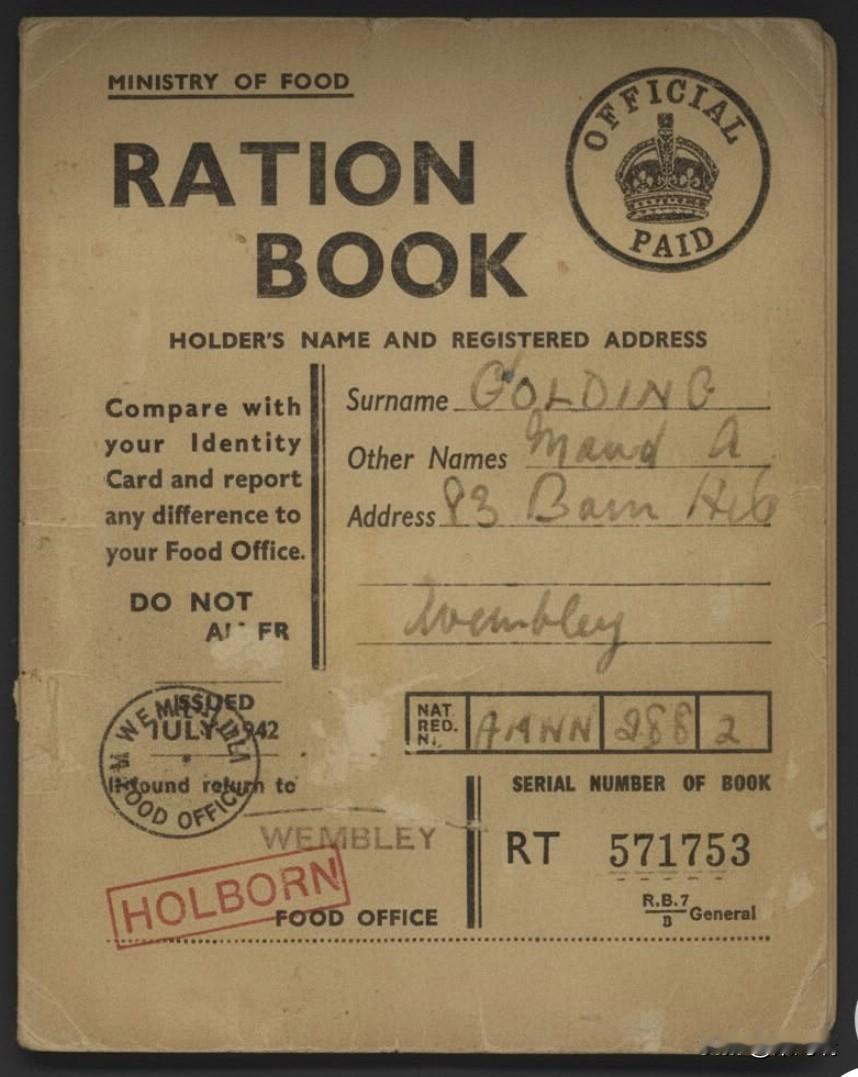 MINISTRY OF FOOD
OFFICIAL
PAID
RATION
BOOK
HOLDER'S NAME AND REGISTERED ADDRESS
Compare with
your Identity
Card and report
any difference to
your Food Office.
DO NOT
FR
Surname GOLDING
Other Names Maud A
Address 83 Barn
Wembley
ISSUED
JULY 1942
If found return to
FOOD OFFICE
WEMBLEY
HOLBORN
FOOD OFFICE
NAT.
REG.
288 2
SERIAL NUMBER OF BOOK
RT 571753
R.B.7
B General